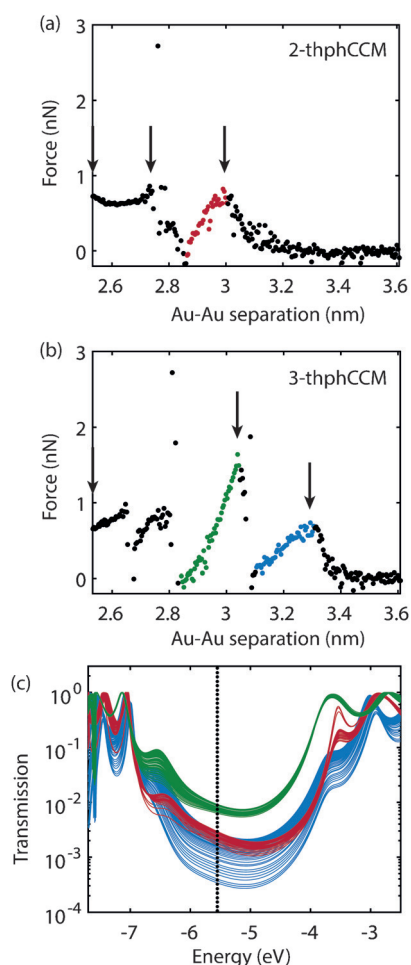 (a)
2-thphCCM
3
2
1
0
Force (nN)
2.6 2.8 3 3.2 3.4 3.6
Au-Au separation (nm)
(b)
3-thphCCM
3
2
1
0
Force (nN)
2.6 2.8 3 3.2 3.4 3.6
Au-Au separation (nm)
(c)
10⁰
10⁻¹
10⁻²
10⁻³
10⁻⁴
Transmission
-7 -6 -5 -4 -3
Energy (eV)